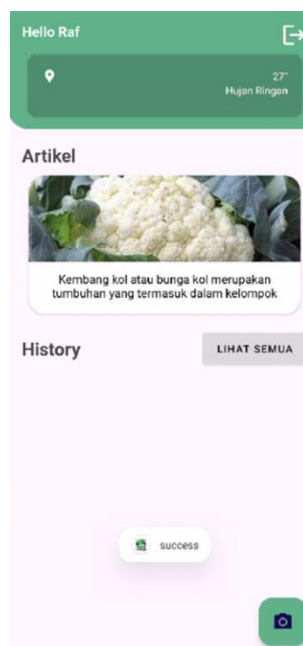 Hello Raf
27°
Hujan Ringan
Artikel
Kembang kol atau bunga kol merupakan
tumbuhan yang termasuk dalam kelompok
History
LIHAT SEMUA
success